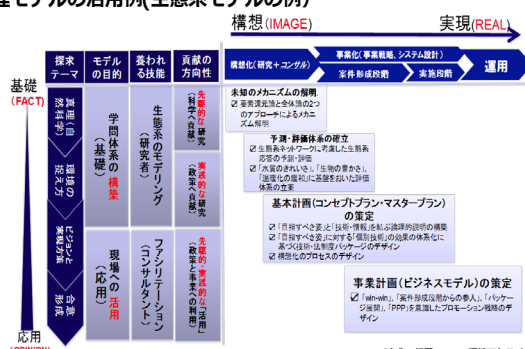 産モデルの活用例(生態系モデルの例)
構想(IMAGE)
実現(REAL)
構想化(研究+コンサル)
事業化(事業戦略、システム設計)
案件形成段階
実施段階
運用
基礎
(FACT)
応用
探求
テーマ
モデル
の目的
養われ
る技能
貢献の
方向性
真理(自然科学)
環境の捉え方
ビジョンと実現方策
合意形成
学問体系の構築
(基礎)
現場への活用
(応用)
生態系のモデリング
(研究者)
ファシリテーション
(コンサルタント)
先駆的な研究
(科学へ貢献)
実践的な研究
(政策へ貢献)
先駆的・実践的な「活用」
(政策と事業への利用)
未知のメカニズムの解明
要素還元論と全体論の2つ
のアプローチによるメカニ
ズム解明
予測・評価体系の確立
生態系ネットワークに考慮した生態系
応答の予測・評価
「水質のきれいさ」、「生物の豊かさ」、
「温暖化の緩和」に基盤をおいた評価
体系の立案
基本計画(コンセプトプラン・マスタープラン)
の策定
「目指すべき姿」と「技術・情報」を結ぶ論理的説明の構築
「目指すべき姿」に対する「個別技術」の効果の体系化に
基づく技術・法制度パッケージのデザイン
構想化のプロセスのデザイン
事業計画(ビジネスモデル)の策定
「win-win」、「案件形成段階からの参入」、「パッケー
ジ展開」、「PPP」を意識したプロモーション戦略のデ
ザイン